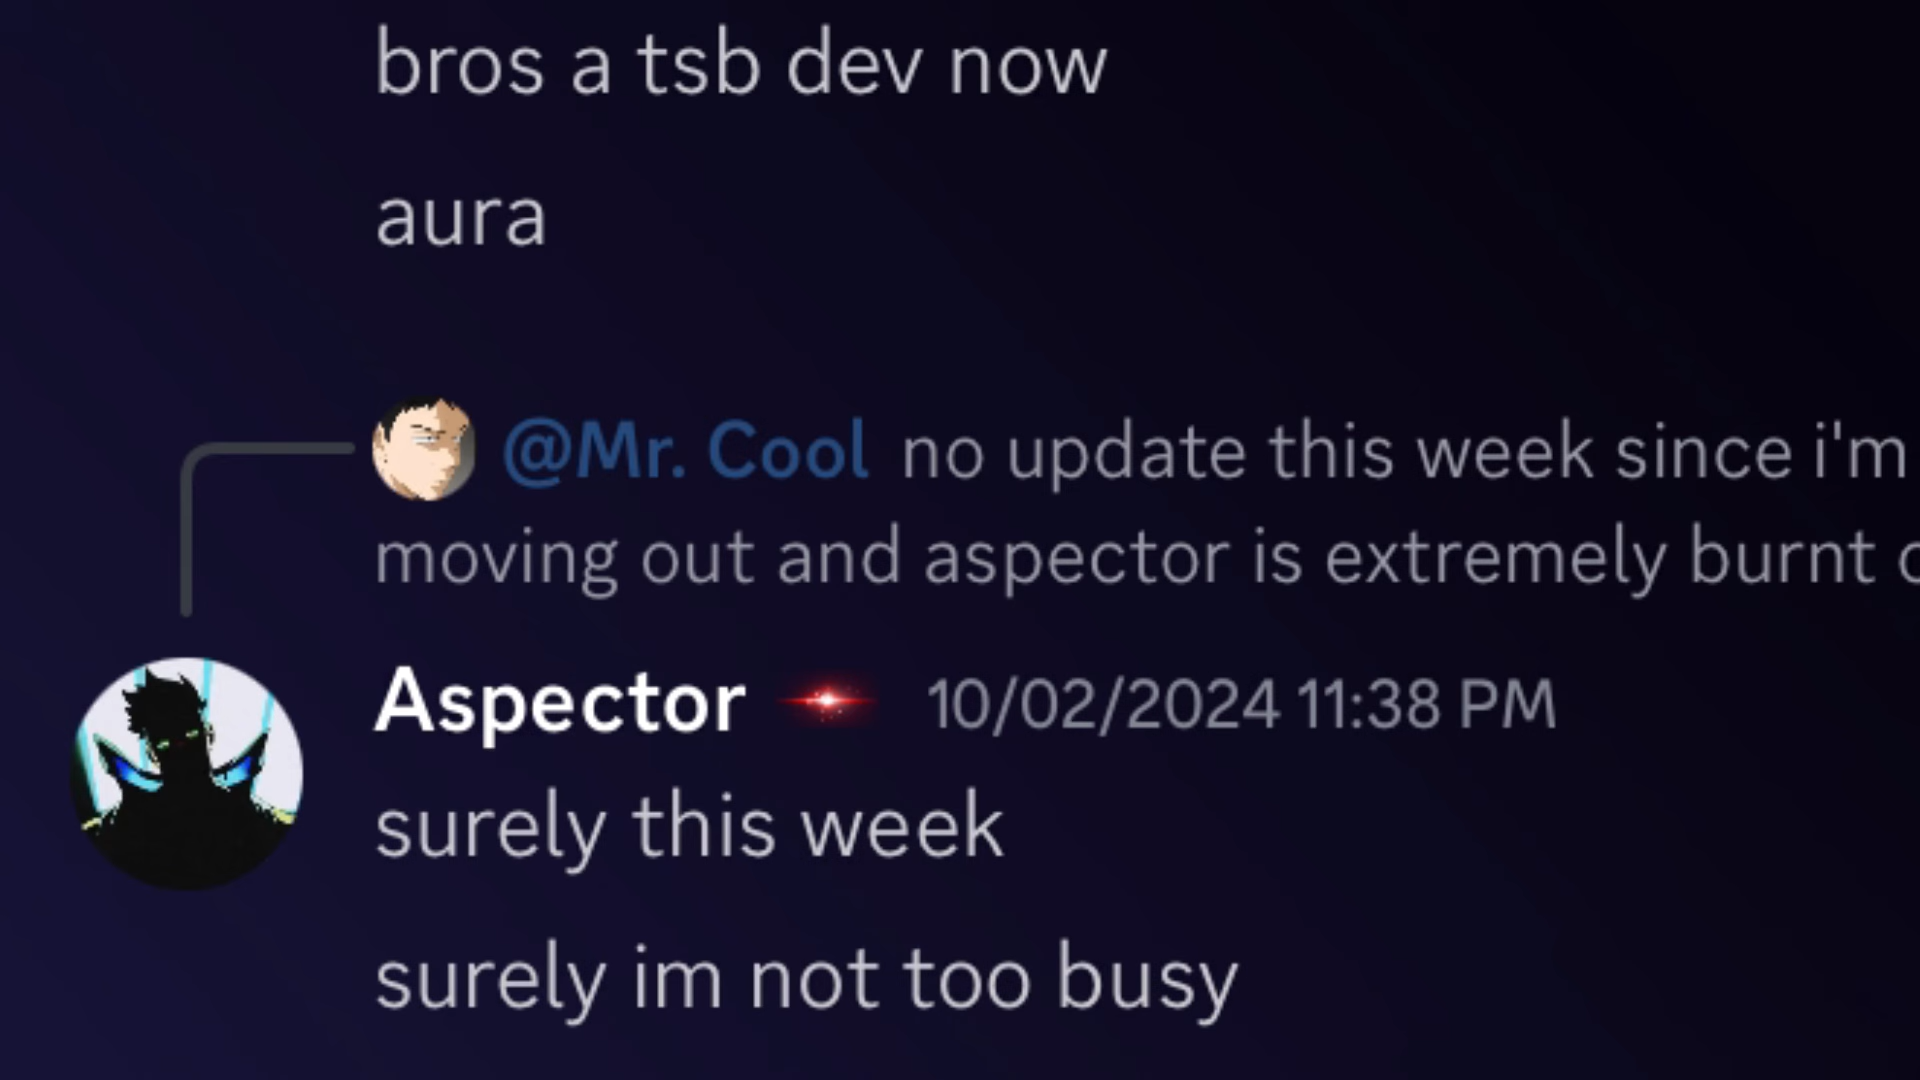 bros a tsb dev now
aura
@Mr. Cool no update this week since i'm
moving out and aspector is extremely burnt
Aspector 10/02/2024 11:38 PM
surely this week
surely im not too busy